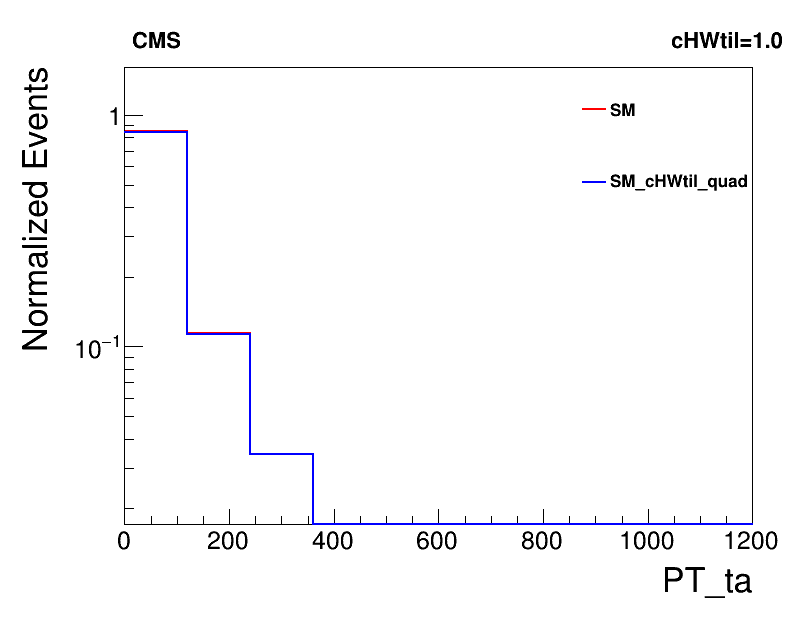 CMS cHWtil=1.0
Normalized Events
1
10⁻¹
SM
SM_cHWtil_quad
0 200 400 600 800 1000 1200
PT_ta